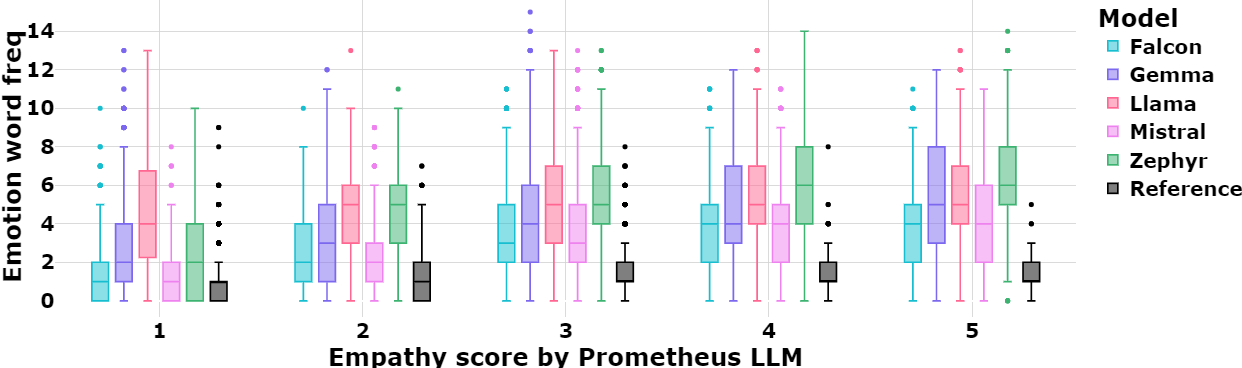 Emotion word freq
14
12
10
8
6
4
2
0
1 2 3 4 5
Empathy score by Prometheus LLM
Model
Falcon
Gemma
Llama
Mistral
Zephyr
Reference